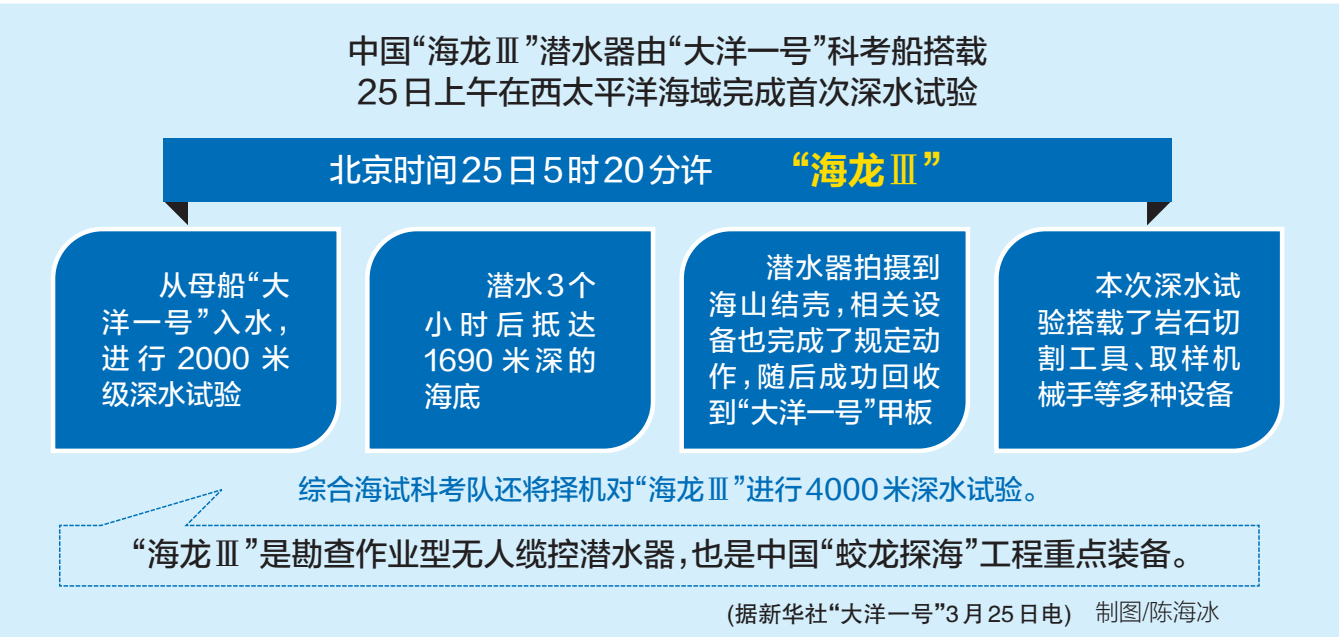 中国“海龙Ⅲ”潜水器由“大洋一号”科考船搭载
25日上午在西太平洋海域完成首次深水试验
北京时间25日5时20分许 “海龙Ⅲ”
从母船“大
洋一号”入水，
进行2000米
级深水试验
潜水3个
小时后抵达
1690米深的
海底
潜水器拍摄到
海山结壳，相关设
备也完成了规定动
作，随后成功回收
到“大洋一号”甲板
本次深水试
验搭载了岩石切
割工具、取样机
械手等多种设备
综合海试科考队还将择机对“海龙Ⅲ”进行4000米深水试验。
“海龙Ⅲ”是勘查作业型无人缆控潜水器，也是中国“蛟龙探海”工程重点装备。
(据新华社“大洋一号”3月25日电) 制图/陈海冰